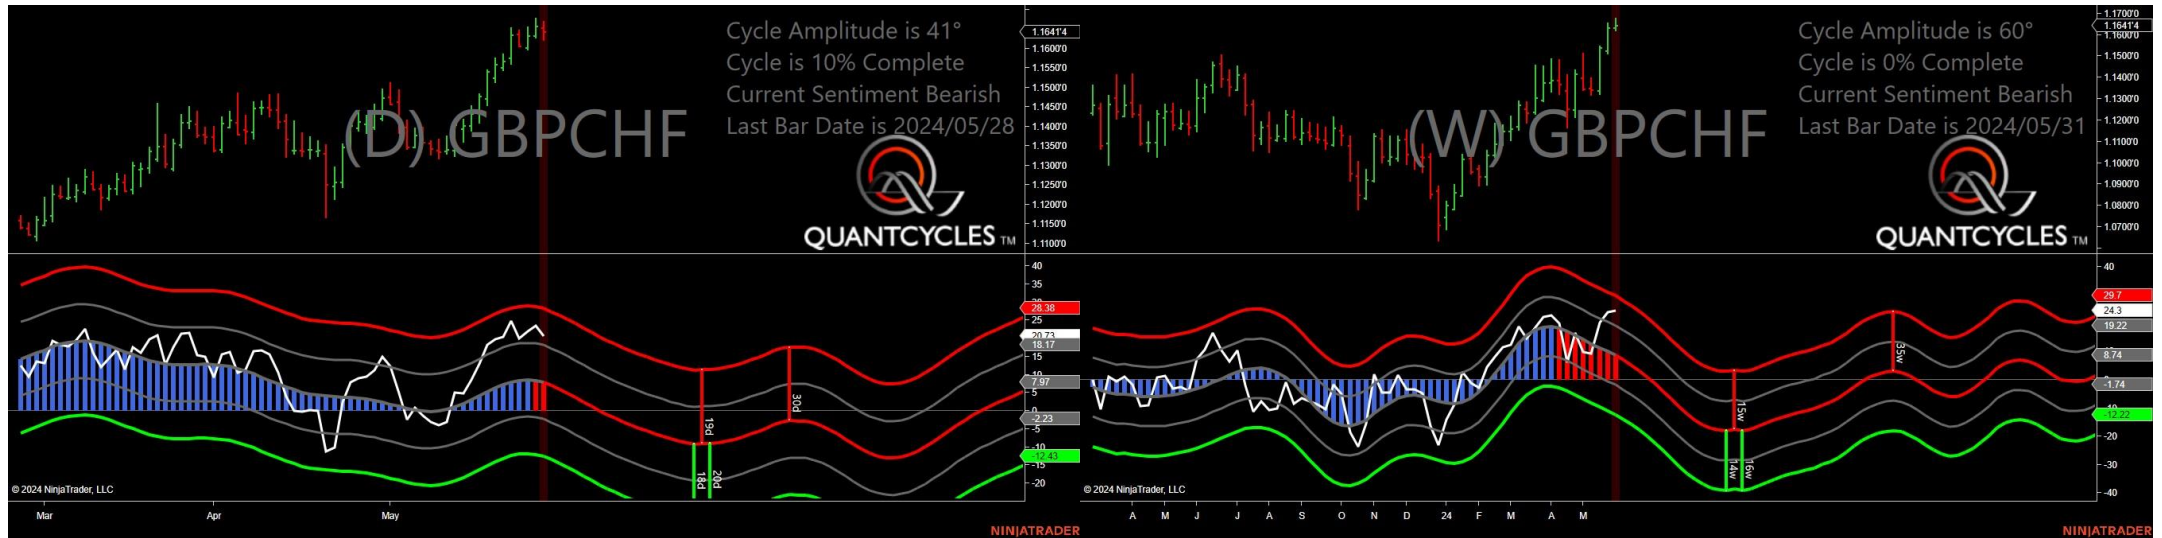 Cycle Amplitude is 41°
Cycle is 10% Complete
Current Sentiment Bearish
Last Bar Date is 2024/05/28
(D) GBPCHF
QUANTCYCLES TM
1.1641'4
1.1600'0
1.1550'0
1.1500'0
1.1450'0
1.1400'0
1.1350'0
1.1300'0
1.1250'0
1.1200'0
1.1150'0
1.1100'0
40
35
28.38
25
20.73
18.17
15
10
7.97
5
0
-2.23
-5
-10
-12.43
-15
-20
19d
30d
18d
20d
© 2024 NinjaTrader, LLC
Mar
Apr
May
NINJATRADER
Cycle Amplitude is 60°
Cycle is 0% Complete
Current Sentiment Bearish
Last Bar Date is 2024/05/31
(W) GBPCHF
QUANTCYCLES TM
1.1700'0
1.1641'4
1.1600'0
1.1500'0
1.1400'0
1.1300'0
1.1200'0
1.1100'0
1.1000'0
1.0900'0
1.0800'0
1.0700'0
40
29.7
24.3
19.22
8.74
-1.74
-12.22
-20
-30
-40
35w
15w
14w
16w
© 2024 NinjaTrader, LLC
A M J J A S O N D 24 F M A M
NINJATRADER